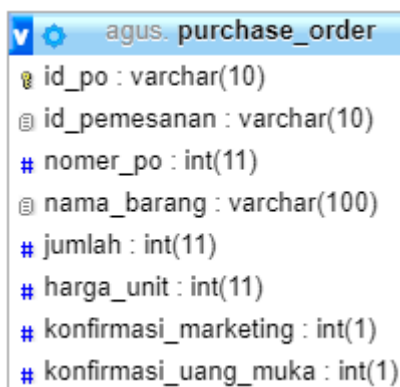 v agus. purchase_order
id_po : varchar(10)
id_pemesanan : varchar(10)
# nomer_po : int(11)
nama_barang : varchar(100)
# jumlah : int(11)
# harga_unit : int(11)
# konfirmasi_marketing : int(1)
# konfirmasi_uang_muka : int(1)